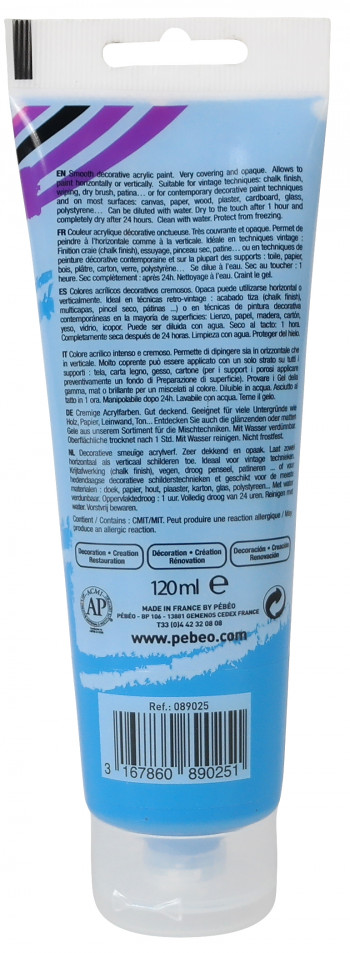 EN Smooth decorative acrylic paint. Very covering and opaque. Allows to
paint horizontally or vertically. Suitable for vintage techniques: chalk finish,
wiping, dry brush, patina... or for contemporary decorative paint techniques
and on most surfaces: canvas, paper, wood, plaster, cardboard, glass,
polystyrene... Can be diluted with water. Dry to the touch after 1 hour and
completely dry after 24 hours. Clean with water. Protect from freezing.
FR Couleur acrylique décorative onctueuse. Très couvrante et opaque. Permet de
peindre à l'horizontale comme à la verticale. Idéale en techniques vintage :
Finition craie (chalk finish), essuyage, pinceau sec, patine... ou en techniques de
peinture décorative contemporaine et sur la plupart des supports : toile, papier,
bois, plâtre, carton, verre, polystyrène... Se dilue à l'eau. Sec au toucher : 1
heure. Sec complètement : après 24h. Nettoyage à l'eau. Craint le gel.
ES Colores acrílicos decorativos cremosos. Opaca puede utilizarse horizontal o
verticalmente. Ideal en técnicas retro-vintage : acabado tiza (chalk finish),
multicapas, pincel seco, pátinas ...) o en técnicas de pintura decorativa
contemporáneas en la mayoría de superficies: Lienzo, papel, madera, cartón,
yeso, vidrio, icopor. Puede ser diluida con agua. Seco al tacto: 1 hora.
Completamente seca después de 24 horas. Limpieza con agua. Proteger del hielo.
IT Colore acrilico intenso e cremoso. Permette di dipingere sia in orizontale che
in verticale. Molto coprente può essere applicato con un solo strato su tutti i
supporti : tela, carta legno, gesso, cartone (per i support i porosi applicare
preventivamente un fondo di Preparazione di superficie). Provare i Gel della
gamma, mat o brillante per un miscelati al colore. Diluible in acqua. Asciutto al
tatto in 1 ora. Manipolabile dopo 24h. Lavabile con acqua. Teme il gelo.
DE Cremige Acrylfarben. Gut deckend. Geeignet für viele Untergründe wie
Holz, Papier, Leinwand, Ton... Entdecken Sie auch die glänzenden oder matten
Gele aus unserem Sortiment für die Mischtechniken. Mit Wasser verdünnbar.
Oberflächliche trocknet nach 1 Std. Mit Wasser reinigen. Nicht frostfest.
NL Decoratieve smeuïge acrylverf. Zeer dekkend en opaak. Laat zowel
horizontaal als verticaal schilderen toe. Ideaal voor vintage technieken.
Krijtafwerking (chalk finish), vegen, droog penseel, patineren ... of voor
hedendaagse decoratieve schilderstechnieken en geschikt voor de meeste
materialen : doek, papier, hout, plaaster, karton, glas, polystyreen... Met water
verdunbaar. Oppervlaktedroog : 1 uur. Volledig droog van 24 uren. Reinigen met
water. Vorstvrij bewaren.
Contient / Contains : CMIT/MIT. Peut produire une reaction allergique / May
produce an allergic reaction.
Decoration • Creation
Restauration
Décoration • Création
Rénovation
Decoración • Creación
Renovación
120ml e
ACMI
AP
MADE IN FRANCE BY PÉBÉO
PÉBÉO - BP 106 - 13881 GEMENOS CEDEX FRANCE
T33 (0)4 42 32 08 08
www.pebeo.com
Ref.: 089025
3 167860 890251